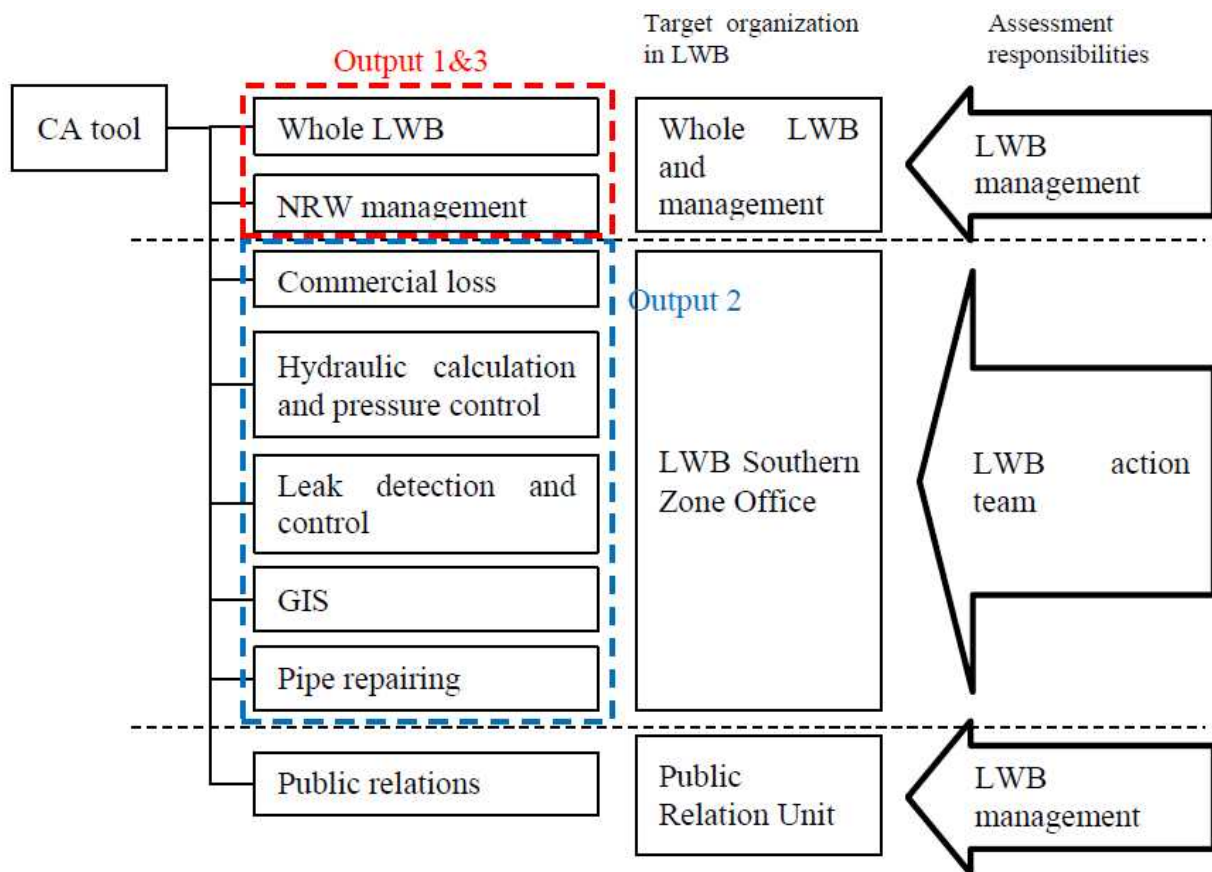 Target organization
in LWB
Assessment
responsibilities
Output 1&3
CA tool
Whole LWB
NRW management
Whole LWB
and
management
LWB
management
Commercial loss
Output 2
Hydraulic calculation
and pressure control
Leak detection and
control
GIS
Pipe repairing
LWB Southern
Zone Office
LWB action
team
Public relations
Public
Relation Unit
LWB
management